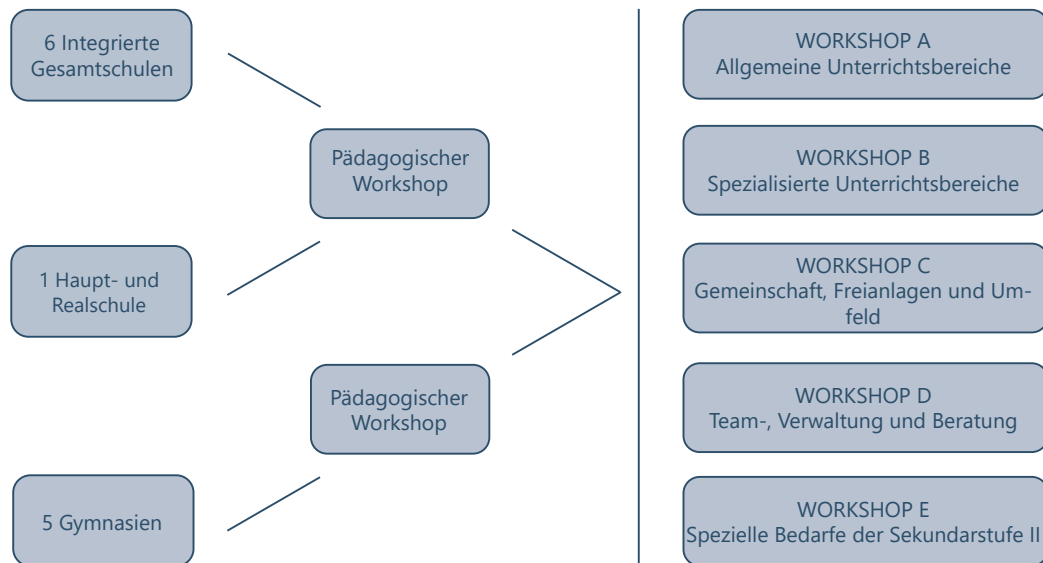 6 Integrierte
Gesamtschulen
Pädagogischer
Workshop
1 Haupt- und
Realschule
Pädagogischer
Workshop
5 Gymnasien
WORKSHOP A
Allgemeine Unterrichtsbereiche
WORKSHOP B
Spezialisierte Unterrichtsbereiche
WORKSHOP C
Gemeinschaft, Freianlagen und Um-
feld
WORKSHOP D
Team-, Verwaltung und Beratung
WORKSHOP E
Spezielle Bedarfe der Sekundarstufe II